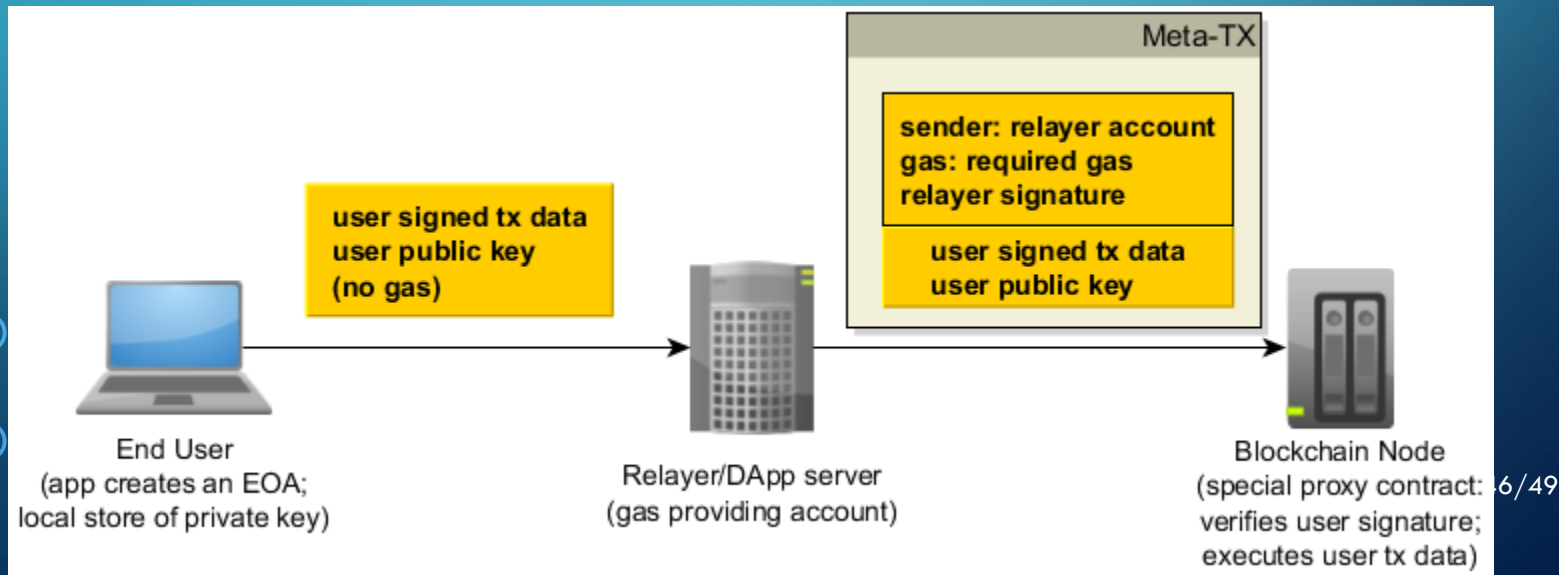 Meta-TX
sender: relayer account
gas: required gas
relayer signature
user signed tx data
user public key
user signed tx data
user public key
(no gas)
End User
(app creates an EOA;
local store of private key)
Relayer/DApp server
(gas providing account)
Blockchain Node
(special proxy contract:
verifies user signature;
executes user tx data)
6/49